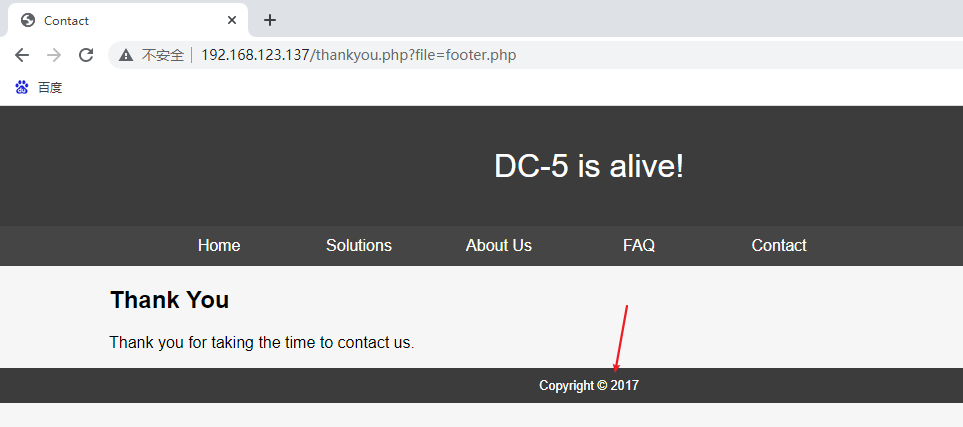 Contact
不安全 192.168.123.137/thankyou.php?file=footer.php
百度
DC-5 is alive!
Home Solutions About Us FAQ Contact
Thank You
Thank you for taking the time to contact us.
Copyright © 2017